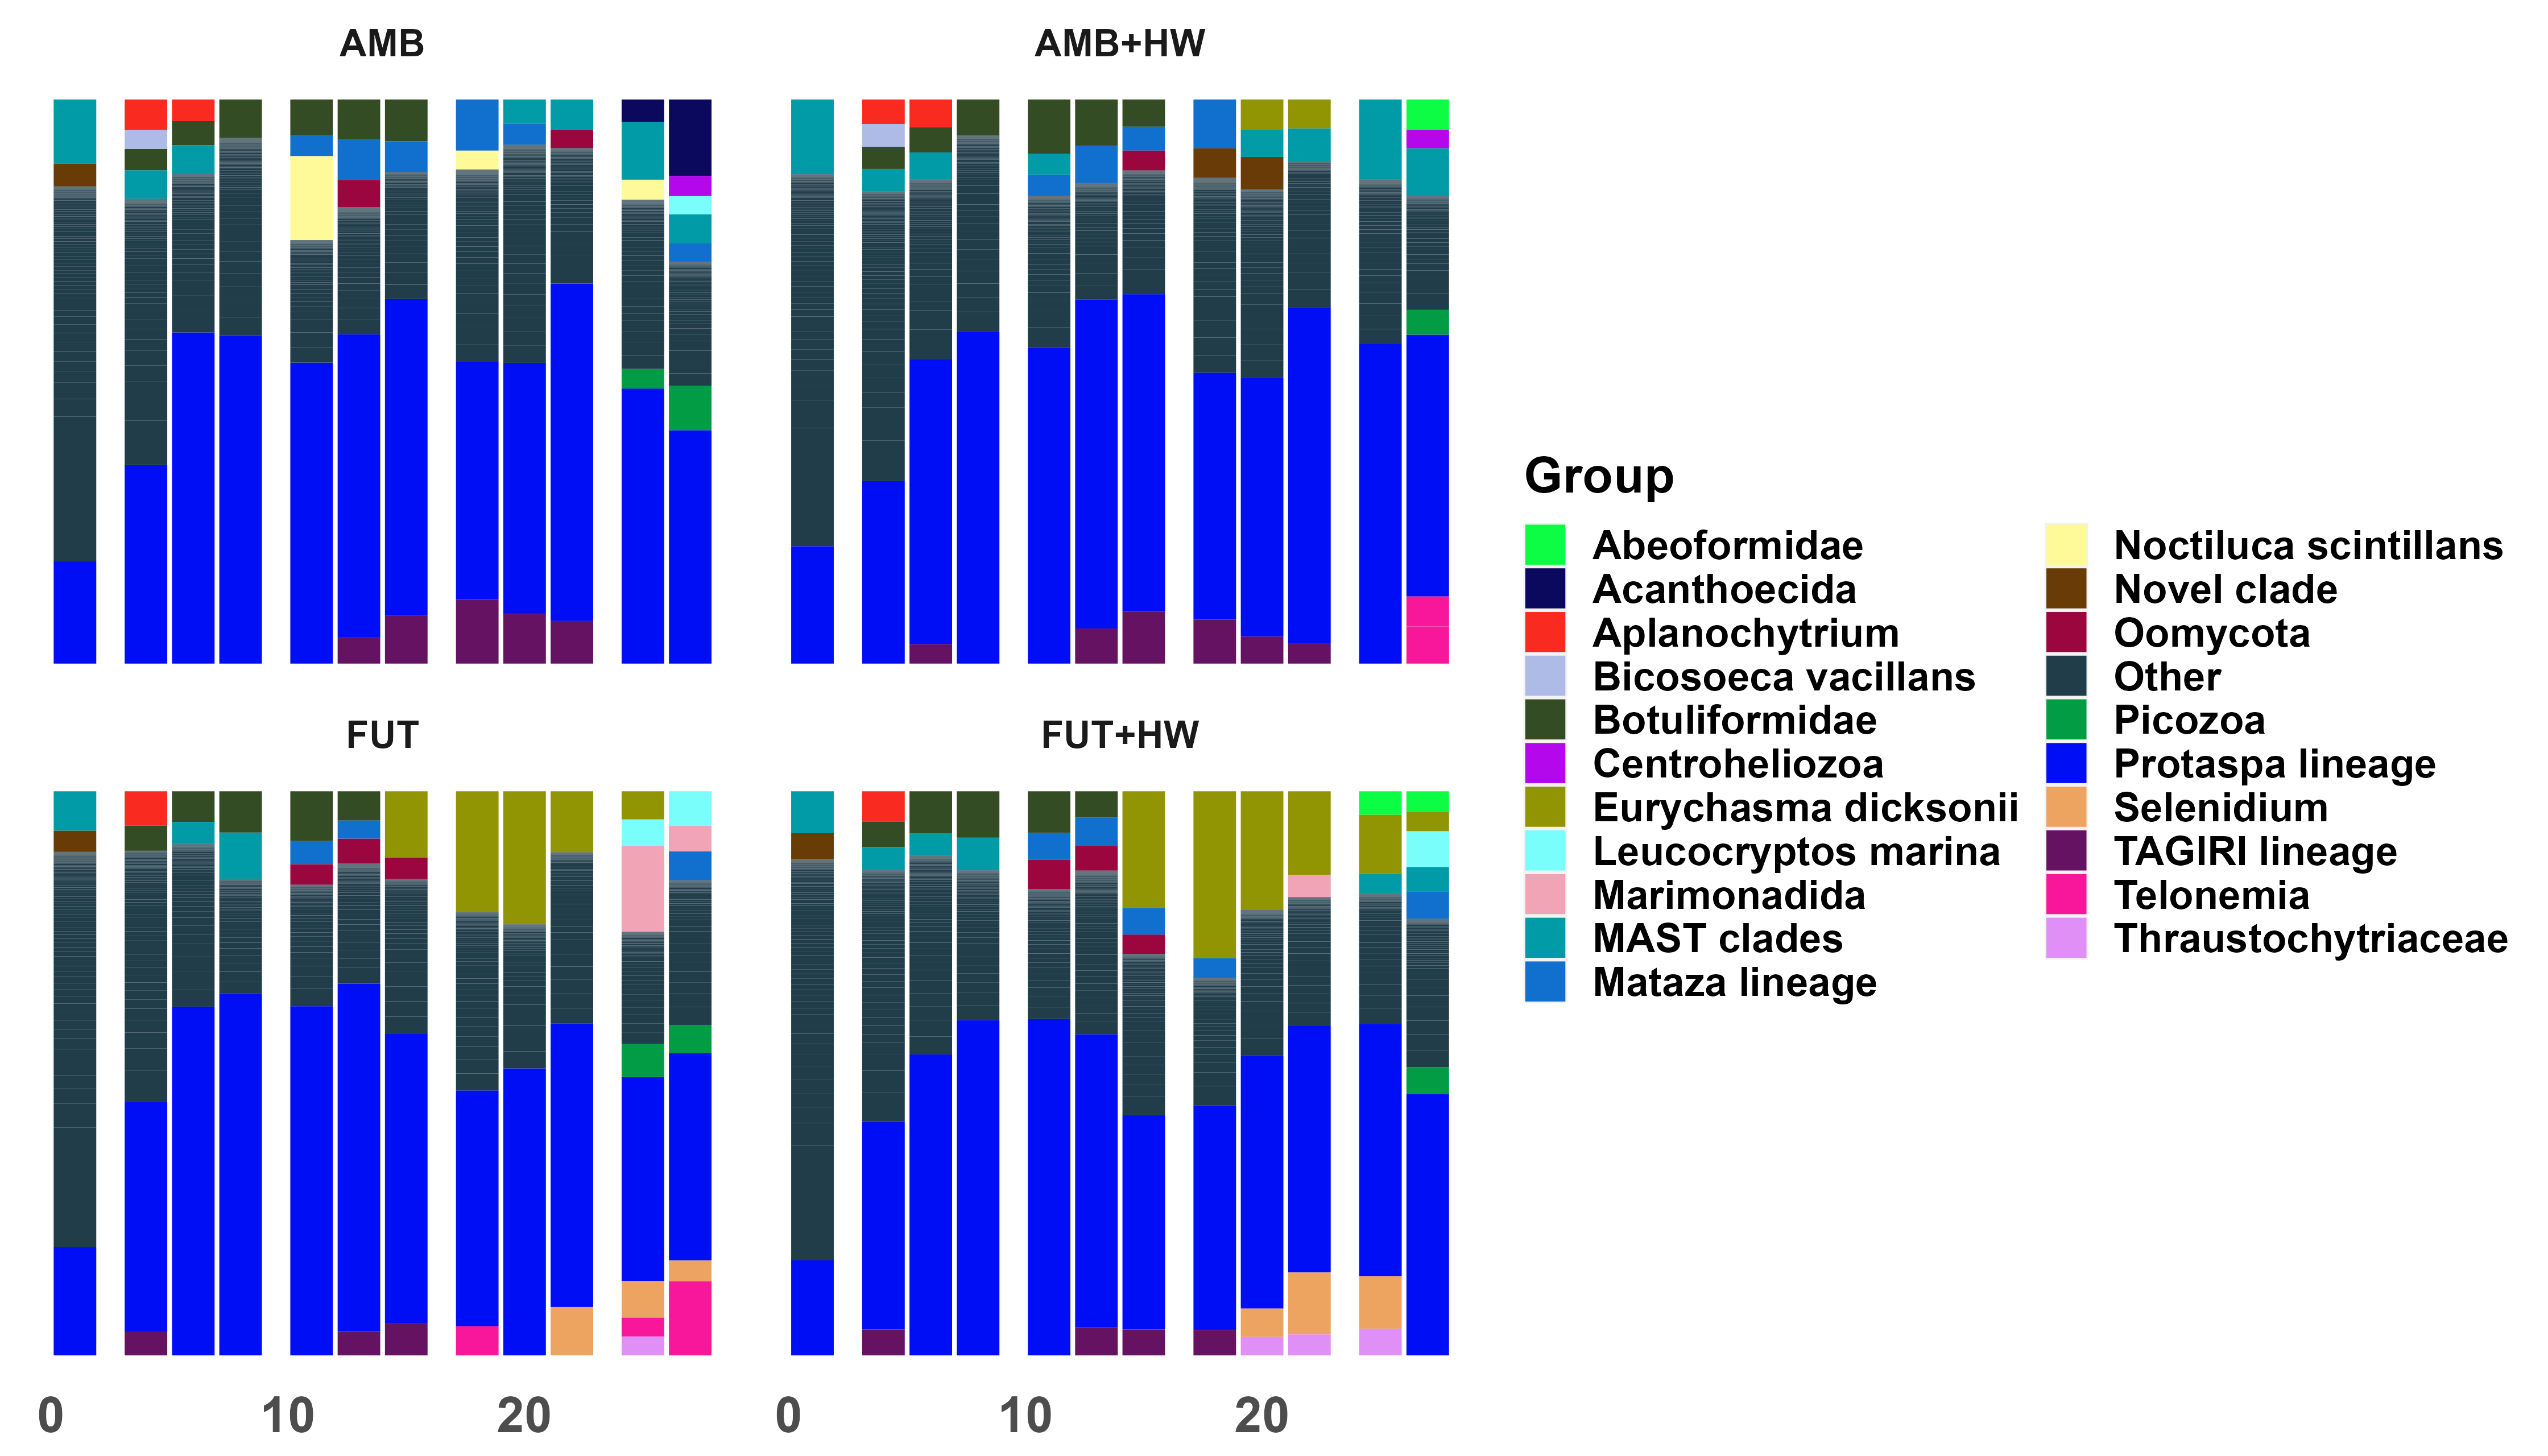 AMB
AMB+HW
FUT
FUT+HW
0
10
20
0
10
20
Group
Abeoformidae
Acanthoecida
Aplanochytrium
Bicosoeca vacillans
Botuliformidae
Centroheliozoa
Eurychasma dicksonii
Leucocryptos marina
Marimonadida
MAST clades
Mataza lineage
Noctiluca scintillans
Novel clade
Oomycota
Other
Picozoa
Protaspa lineage
Selenidium
TAGIRI lineage
Telonemia
Thraustochytriaceae